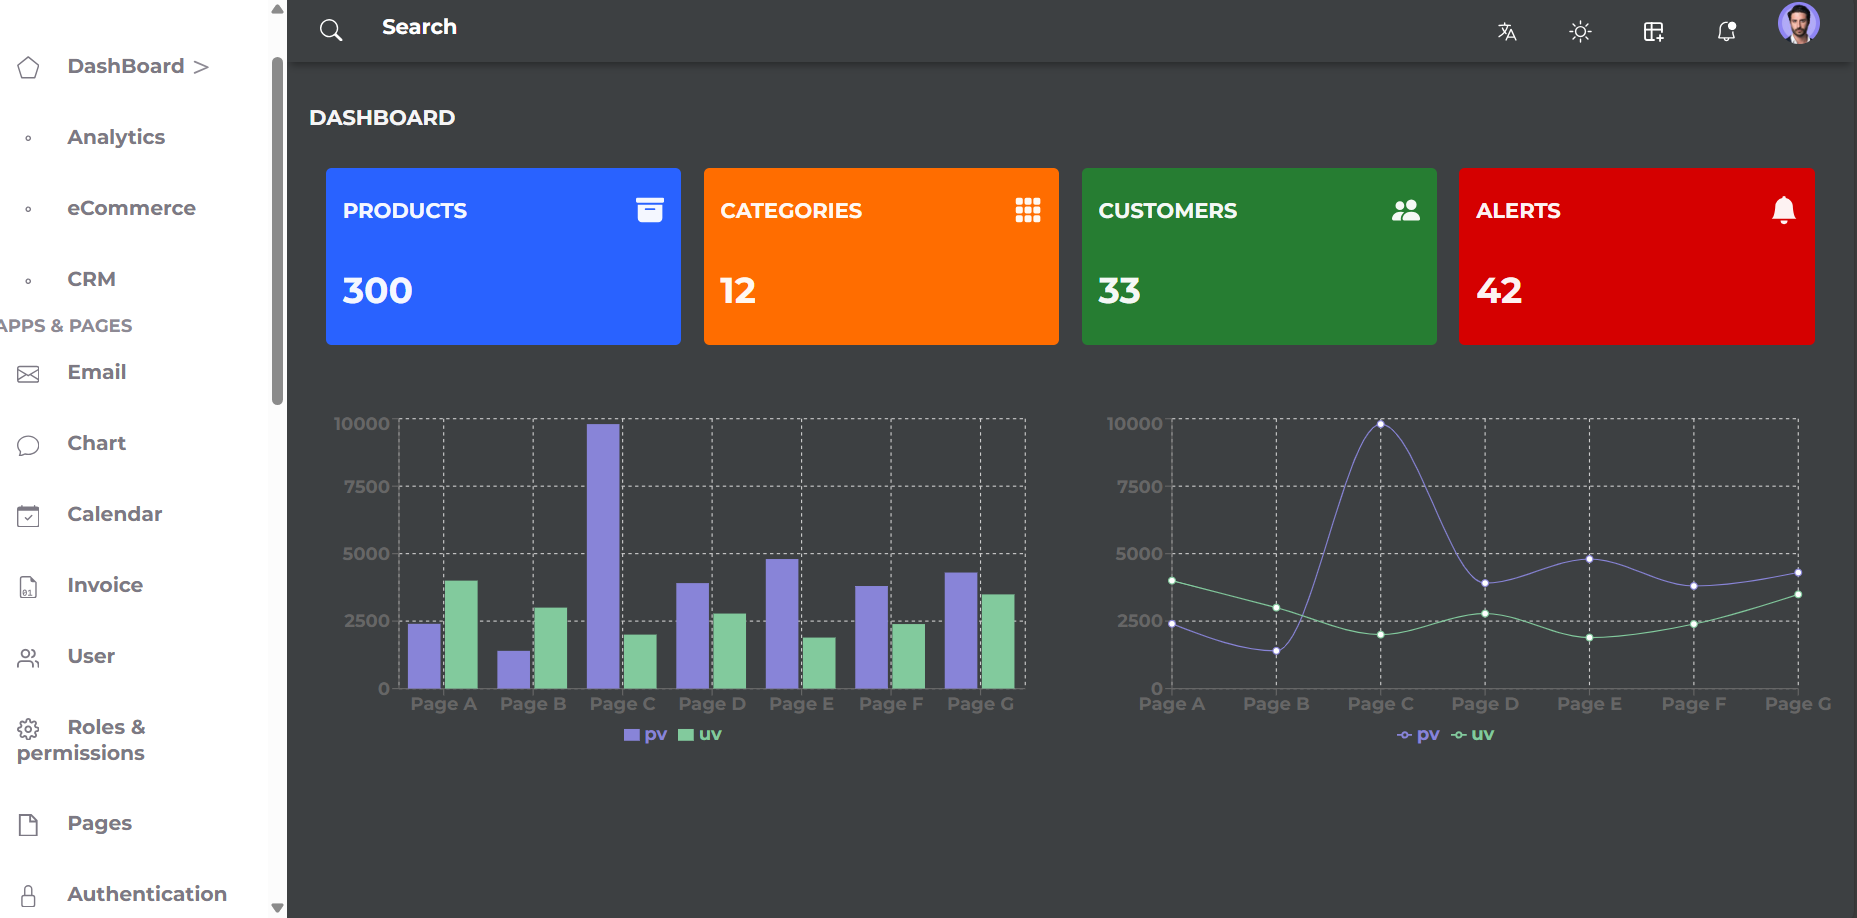 DashBoard >
Analytics
eCommerce
CRM
APPS & PAGES
Email
Chart
Calendar
Invoice
User
Roles &
permissions
Pages
Authentication
Search
DASHBOARD
PRODUCTS
300
CATEGORIES
12
CUSTOMERS
33
ALERTS
42
10000
7500
5000
2500
0
Page A Page B Page C Page D Page E Page F Page G
pv uv
10000
7500
5000
2500
0
Page A Page B Page C Page D Page E Page F Page G
pv uv